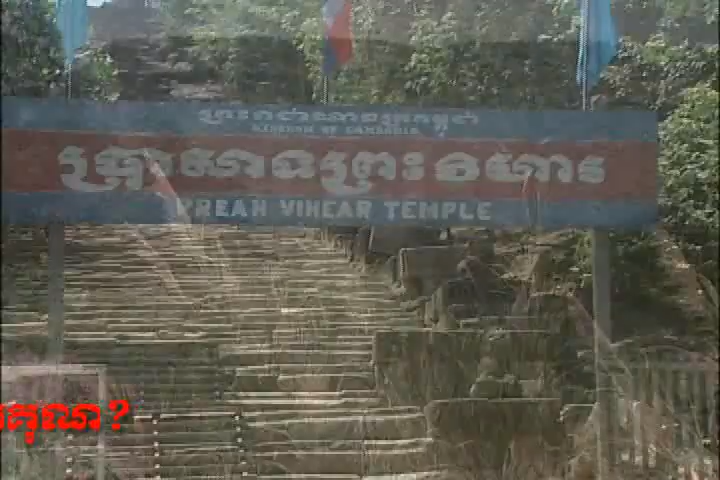 ព្រះរាជាណាចក្រកម្ពុជា
KINGDOM OF CAMBODIA
ប្រាសាទព្រះវិហារ
PREAH VIHEAR TEMPLE
គុណ?